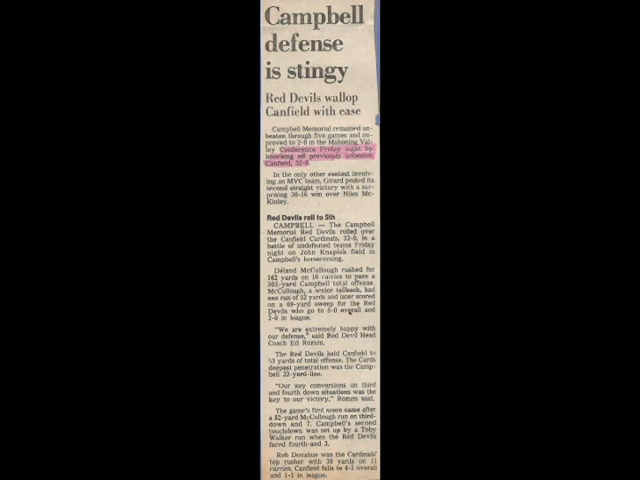 Campbell
defense
is stingy
Red Devils wallop
Canfield with ease
Campbell Memorial remained un-
beaten through five games and im-
proved to 2-0 in the Mahoning Val-
ley Conference Friday night by
knocking off previously unbeaten
Canfield, 32-0.
In the only other contest involv-
ing an MVC team, Girard posted its
second straight victory with a sur-
prising 30-16 win over Niles Mc-
Kinley.
Red Devils roll to 5th
CAMPBELL — The Campbell
Memorial Red Devils rolled over
the Canfield Cardinals, in a
battle of undefeated teams Friday
night on John Knapick field in
Campbell's homecoming.
Deland McCullough rushed for
162 yards on 16 carries to pace a
302-yard Campbell total offense.
McCullough, a senior tailback, had
one run of 52 yards and later scored
on a 69-yard sweep for the Red
Devils who go to 5-0 overall and
2-0 in league.
"We are extremely happy with
our defense," said Red Devil Head
Coach Ed Rozum.
The Red Devils held Canfield to
53 yards of total offense. The Cards
deepest penetration was the Camp-
bell 22-yard-line.
"Our key conversions on third
and fourth down situations was the
key to our victory," Rozum said.
The game's first score came after
a 52-yard McCullough run on third-
down and 7. Campbell's second
touchdown was set up by a Toby
Walker run when the Red Devils
faced fourth-and 3.
Rob Donahue was the Cardinals'
top rusher with 30 yards on 11
carries. Canfield falls to 4-1 overall
and 1-1 in league.